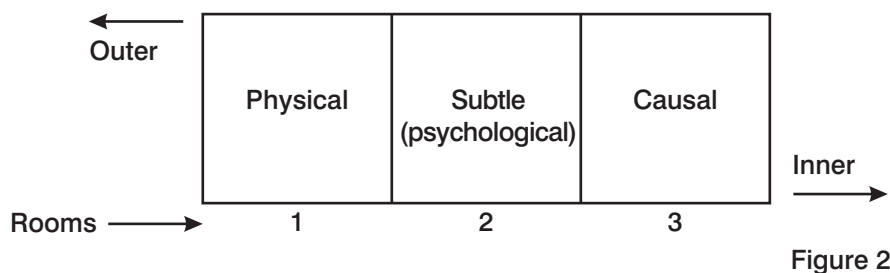 Outer
Physical
Subtle
(psychological)
Causal
Inner
Rooms
1
2
3
Figure 2